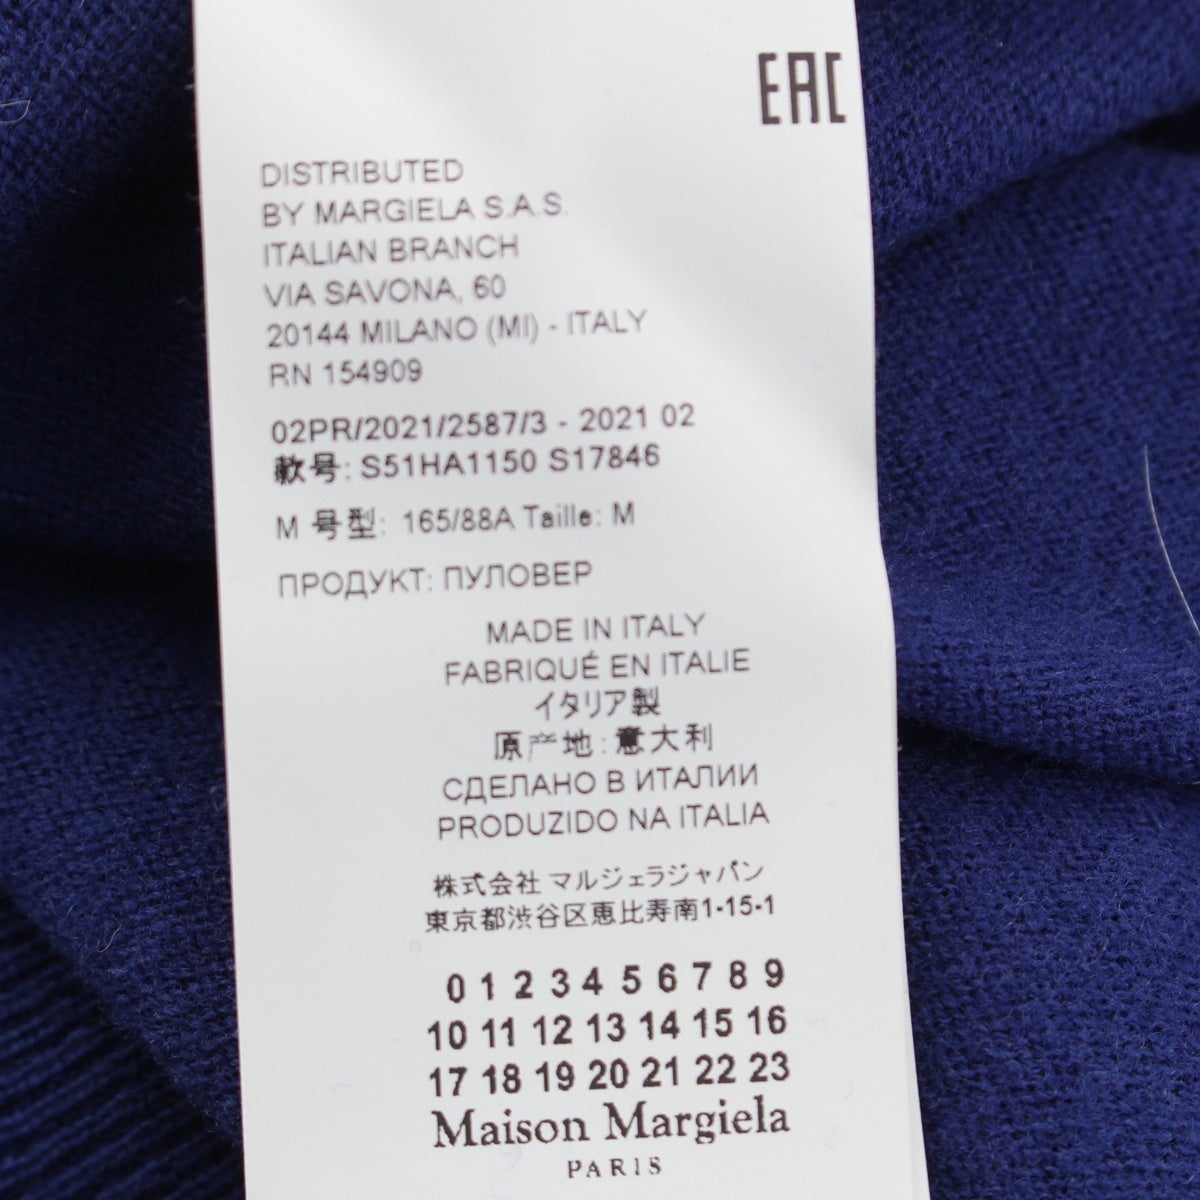 EAC
DISTRIBUTED
BY MARGIELA S.A.S.
ITALIAN BRANCH
VIA SAVONA, 60
20144 MILANO (MI) - ITALY
RN 154909
02PR/2021/2587/3 - 2021 02
款号: S51HA1150 S17846
M 号型: 165/88A Taille: M
ПРОДУКТ: ПУЛОВЕР
MADE IN ITALY
FABRIQUÉ EN ITALIE
イタリア製
原产地: 意大利
СДЕЛАНО В ИТАЛИИ
PRODUZIDO NA ITALIA
株式会社 マルジェラジャパン
東京都渋谷区恵比寿南1-15-1
0 1 2 3 4 5 6 7 8 9
10 11 12 13 14 15 16
17 18 19 20 21 22 23
Maison Margiela
PARIS